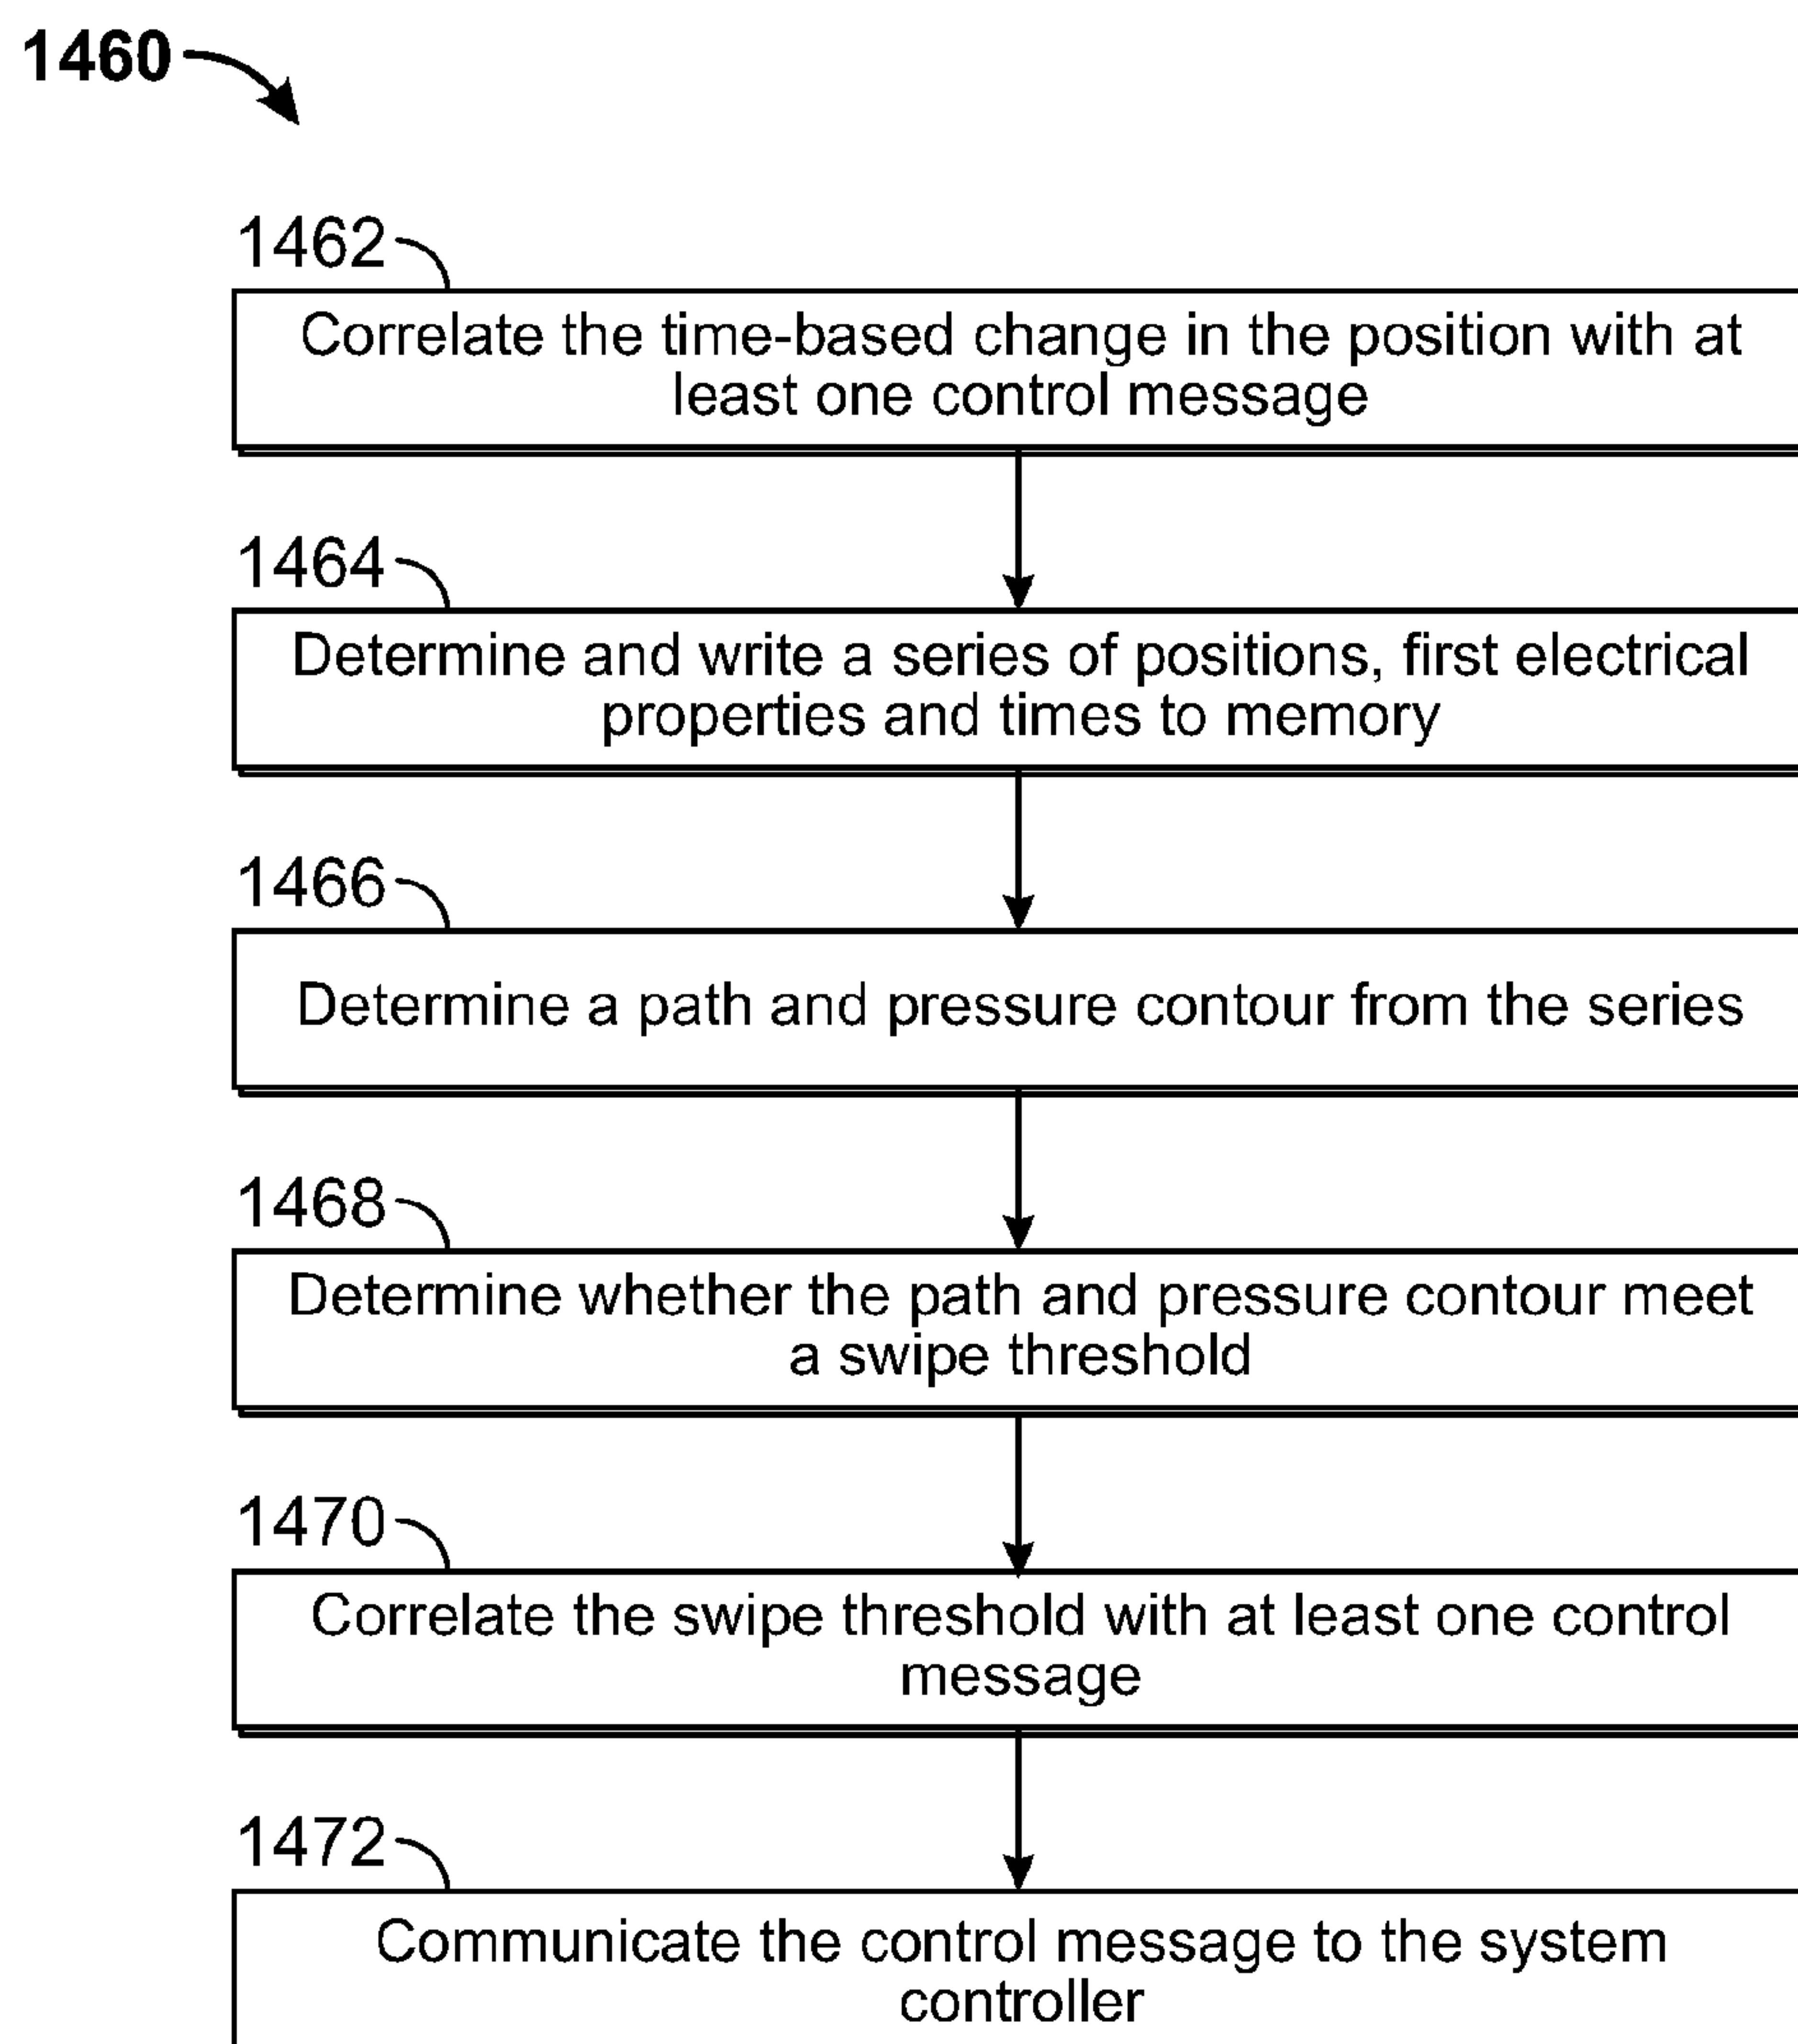 1460
1462
Correlate the time-based change in the position with at
least one control message
1464
Determine and write a series of positions, first electrical
properties and times to memory
1466
Determine a path and pressure contour from the series
1468
Determine whether the path and pressure contour meet
a swipe threshold
1470
Correlate the swipe threshold with at least one control
message
1472
Communicate the control message to the system
controller